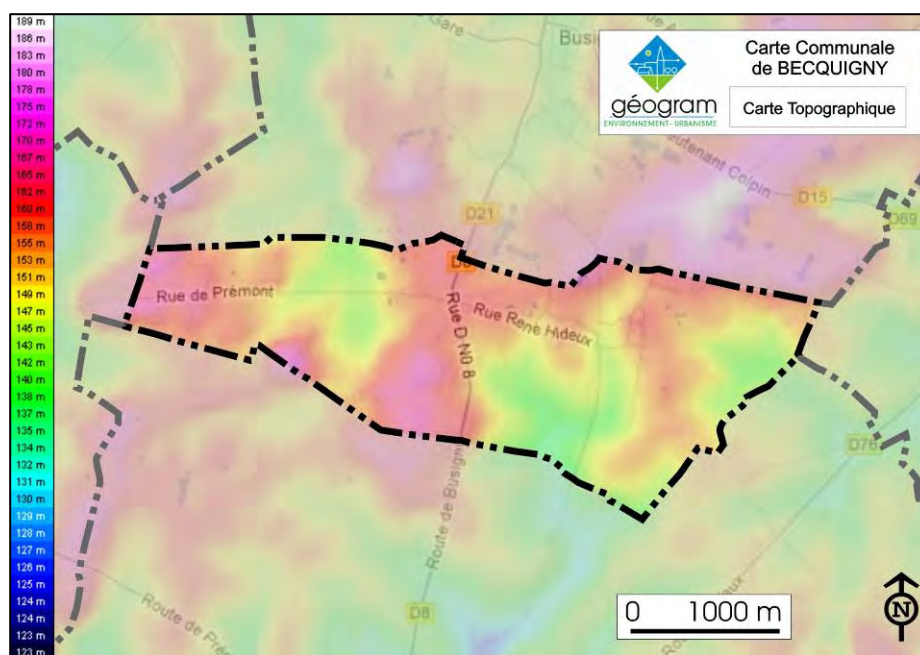 189 m
186 m
183 m
180 m
178 m
175 m
172 m
170 m
167 m
165 m
162 m
160 m
158 m
155 m
153 m
151 m
149 m
147 m
145 m
143 m
142 m
140 m
138 m
137 m
135 m
134 m
132 m
131 m
130 m
129 m
128 m
127 m
126 m
125 m
124 m
124 m
123 m
123 m
Gare
géogram
ENVIRONNEMENT - URBANISME
Carte Communale
de BECQUIGNY
Carte Topographique
Colpin
D15
D69
D21
Rue de Prémont
Rue D N0 8
Rue René Hideux
D76
Route de Busign
D8
Route de Pré
0 1000 m
N